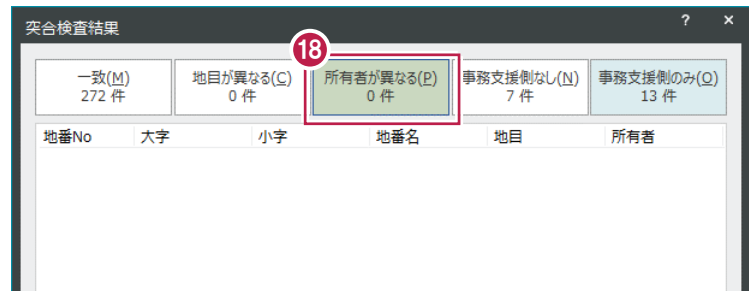 突合検査結果
? ×
18
一致(M)
272 件
地目が異なる(C)
0 件
所有者が異なる(P)
0 件
事務支援側なし(N)
7 件
事務支援側のみ(O)
13 件
地番No 大字 小字 地番名 地目 所有者